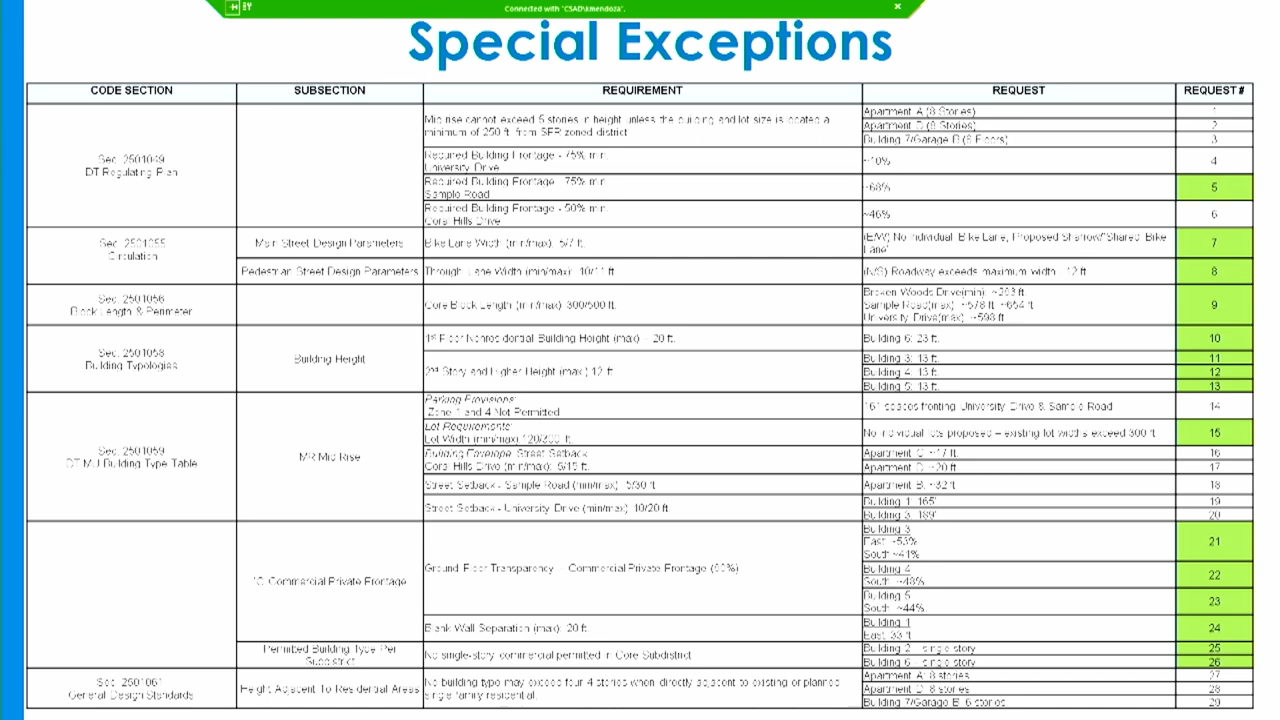 Connected with "CSAD\kmendoza".
Special Exceptions
CODE SECTION SUBSECTION REQUIREMENT REQUEST REQUEST #
Sec. 2501049
DT Regulating Plan
Mid rise cannot exceed 5 stories in height unless the building and lot size is located a
minimum of 250 ft. from SFR zoned district
Apartment A (8 Stories) 1
Apartment D (8 Stories) 2
Building 7/Garage B (6 Floors) 3
Required Building Frontage - 75% min.
University Drive
~10% 4
Required Building Frontage - 75% min
Sample Road
~68% 5
Required Building Frontage - 50% min.
Coral Hills Drive
~46% 6
Sec. 2501055
Circulation
Main Street Design Parameters
Bike Lane Width (min/max): 5/7 ft.
(E/W) No Individual Bike Lane, Proposed Sharrow/'Shared Bike
Lane' 7
Pedestrian Street Design Parameters
Through Lane Width (min/max): 10/11 ft
(N/S) Roadway exceeds maximum width 12 ft 8
Sec. 2501056
Block Length & Perimeter
Core Block Length (min/max) 300/500 ft.
Broken Woods Drive(min): ~203 ft.
Sample Road(max): ~578 ft. ~654 ft
University Drive(max): ~593 ft 9
Sec. 2501058
Building Typologies
Building Height
1st Floor Nonresidential Building Height (max) - 20 ft.
Building 6: 23 ft. 10
2nd Story and Higher Height (max) 12 ft
Building 3: 13 ft. 11
Building 4: 13 ft. 12
Building 5: 13 ft. 13
Sec. 2501059
DT-MU Building Type Table
MR Mid Rise
Parking Provisions:
Zone 1 and 4 Not Permitted
161 spaces fronting University Drive & Sample Road 14
Lot Requirements:
Lot Width (min/max) 120/300 ft.
No individual lots proposed – existing lot widths exceed 300 ft 15
Building Envelope: Street Setback
Coral Hills Drive (min/max): 5/15 ft.
Apartment C: ~17 ft. 16
Apartment D: ~20 ft 17
Street Setback - Sample Road (min/max): 5/30 ft
Apartment B: ~32 ft 18
Street Setback - University Drive (min/max): 10/20 ft.
Building 1: 165' 19
Building 3: 189' 20
'C' Commercial Private Frontage
Ground Floor Transparency – Commercial Private Frontage (60%)
Building 3
East: ~53%
South ~41% 21
Building 4
South: ~48% 22
Building 5
South: ~44% 23
Blank Wall Separation (max): 20 ft.
Building 1
East: 33 ft 24
Permitted Building Type Per
Subdistrict
No single-story, commercial permitted in Core Subdistrict
Building 2 – single story 25
Building 6 – single story 26
Sec. 2501061
General Design Standards
Height Adjacent To Residential Areas
No building type may exceed four 4 stories when directly adjacent to existing or planned
single family residential.
Apartment A: 8 stories 27
Apartment D: 8 stories 28
Building 7/Garage B: 6 stories 29